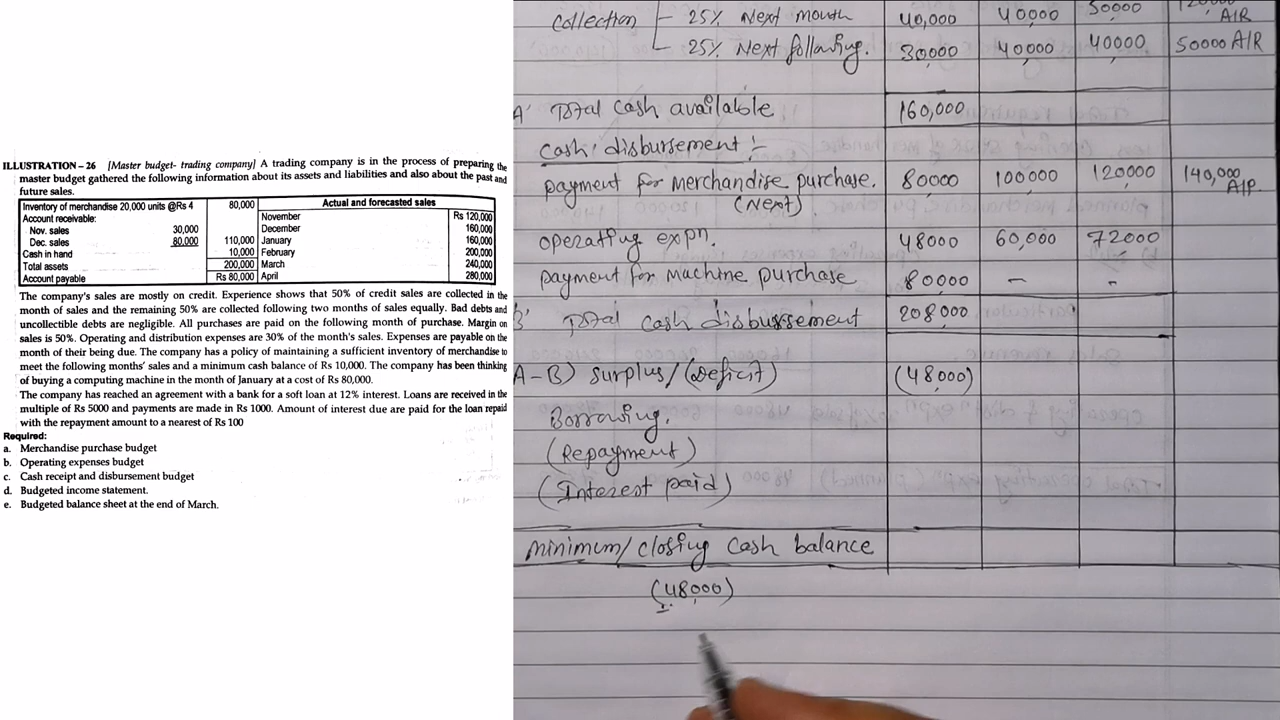 ILLUSTRATION – 26 [Master budget- trading company] A trading company is in the process of preparing the
master budget gathered the following information about its assets and liabilities and also about the past and
future sales.
Inventory of merchandise 20,000 units @Rs 4 80,000 Actual and forecasted sales
Account receivable: November Rs 120,000
Nov. sales 30,000 December 160,000
Dec. sales 80,000 110,000 January 160,000
Cash in hand 10,000 February 200,000
Total assets 200,000 March 240,000
Account payable Rs 80,000 April 280,000
The company's sales are mostly on credit. Experience shows that 50% of credit sales are collected in the
month of sales and the remaining 50% are collected following two months of sales equally. Bad debts and
uncollectible debts are negligible. All purchases are paid on the following month of purchase. Margin on
sales is 50%. Operating and distribution expenses are 30% of the month's sales. Expenses are payable on the
month of their being due. The company has a policy of maintaining a sufficient inventory of merchandise to
meet the following months' sales and a minimum cash balance of Rs 10,000. The company has been thinking
of buying a computing machine in the month of January at a cost of Rs 80,000.
The company has reached an agreement with a bank for a soft loan at 12% interest. Loans are received in the
multiple of Rs 5000 and payments are made in Rs 1000. Amount of interest due are paid for the loan repaid
with the repayment amount to a nearest of Rs 100
Required:
a. Merchandise purchase budget
b. Operating expenses budget
c. Cash receipt and disbursement budget
d. Budgeted income statement.
e. Budgeted balance sheet at the end of March.
collection 25% Next month 40,000 40,000 50000 A/R
25% Next following. 30,000 40,000 40000 50000 A/R
A' Total cash available 160,000
cash disbursement :-
payment for merchandise purchase. 80000 100000 120000 140,000
(Next) A/P
operating expn. 48000 60,000 72000
payment for machine purchase 80000 - -
B' Total cash disbursement 208,000
A-B) surplus/(Deficit) (48,000)
Borrowing.
(Repayment)
(Interest paid)
minimum/closing cash balance
(48,000)